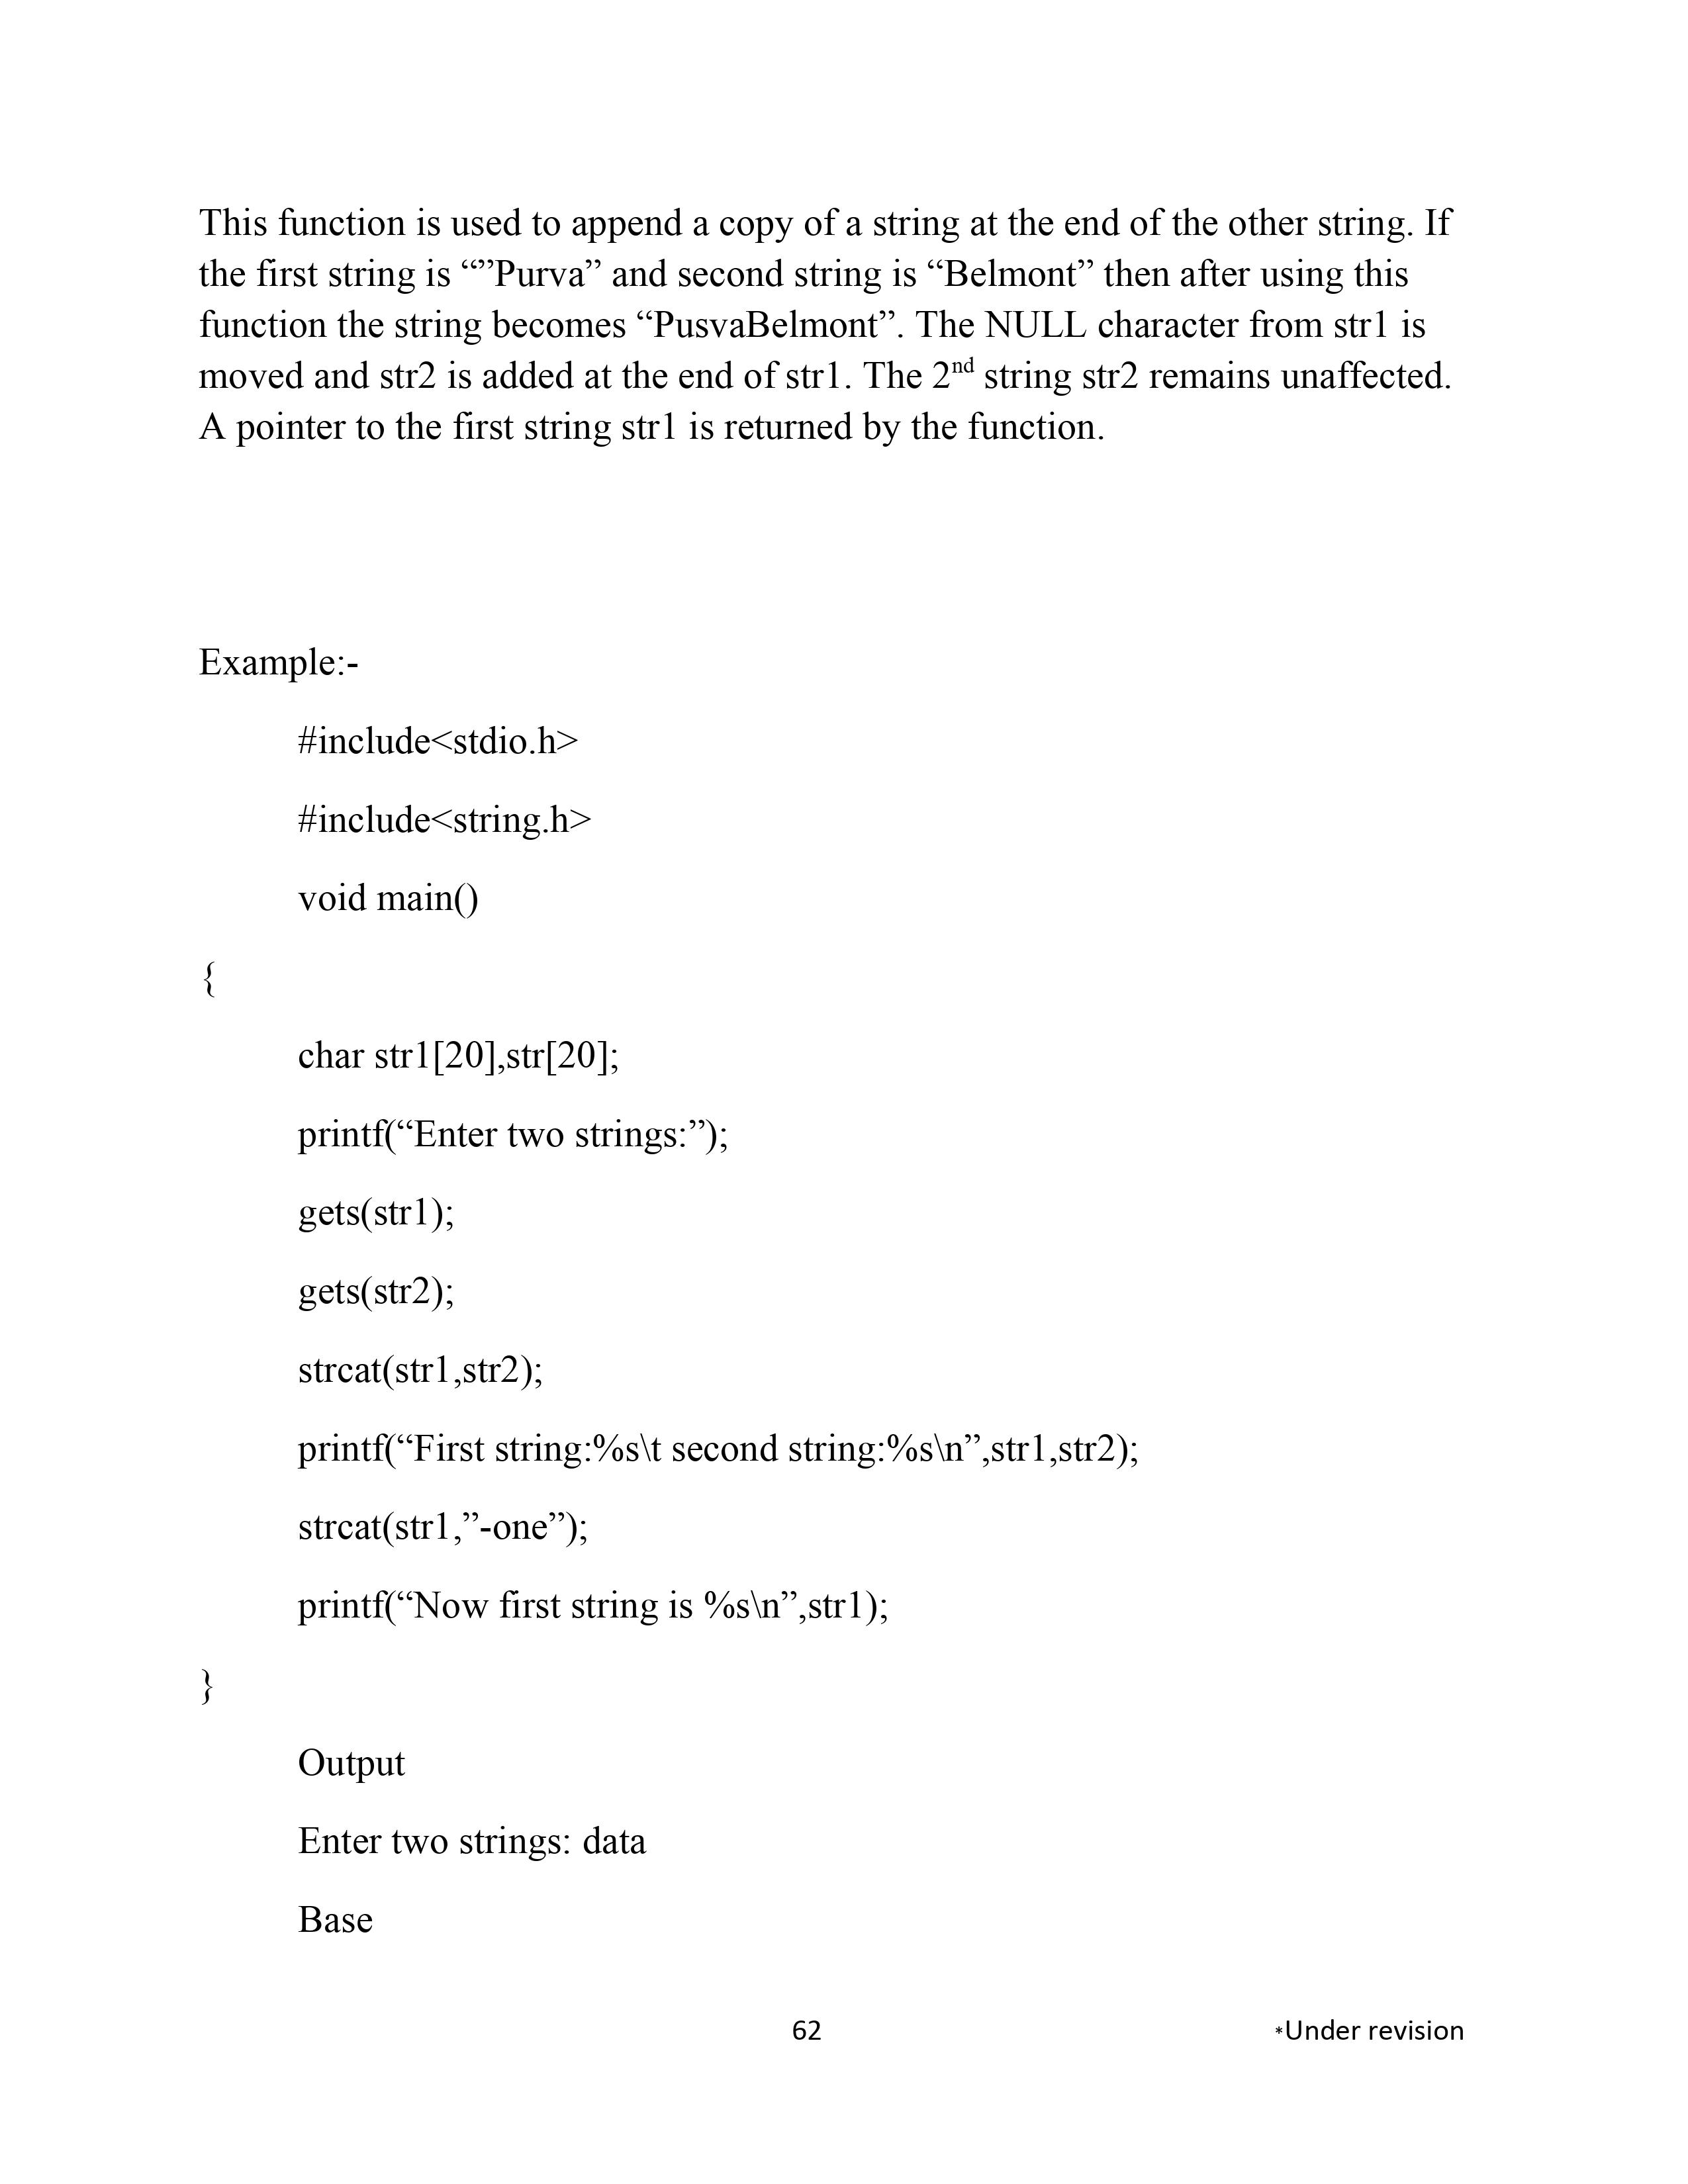 This function is used to append a copy of a string at the end of the other string. If
the first string is “”Purva” and second string is “Belmont” then after using this
function the string becomes “PusvaBelmont”. The NULL character from str1 is
moved and str2 is added at the end of str1. The 2nd string str2 remains unaffected.
A pointer to the first string str1 is returned by the function.
Example:-
#include<stdio.h>
#include<string.h>
void main()
{
char str1[20],str[20];
printf(“Enter two strings:”);
gets(str1);
gets(str2);
strcat(str1,str2);
printf(“First string:%s\t second string:%s\n”,str1,str2);
strcat(str1,”-one”);
printf(“Now first string is %s\n”,str1);
}
Output
Enter two strings: data
Base
62 *Under revision